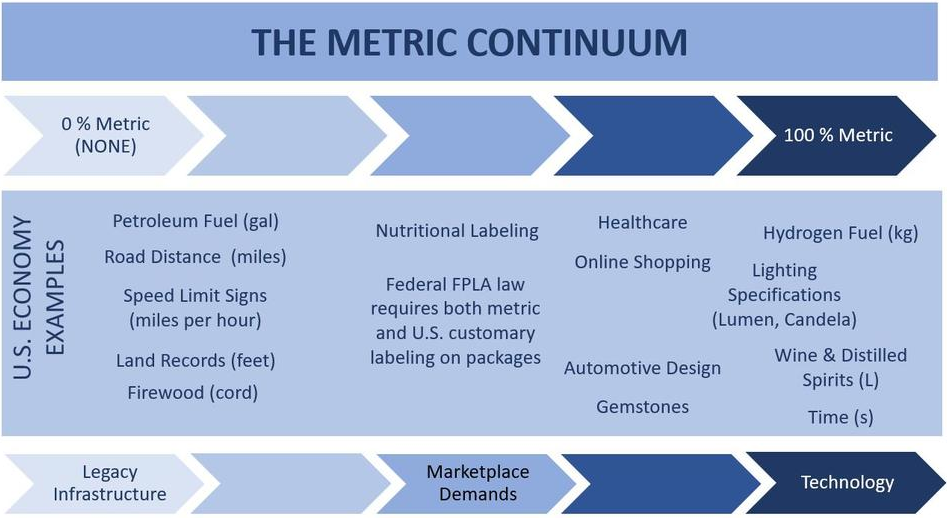 THE METRIC CONTINUUM
0 % Metric
(NONE)
100 % Metric
U.S. ECONOMY
EXAMPLES
Petroleum Fuel (gal)
Road Distance (miles)
Speed Limit Signs
(miles per hour)
Land Records (feet)
Firewood (cord)
Nutritional Labeling
Federal FPLA law
requires both metric
and U.S. customary
labeling on packages
Healthcare
Online Shopping
Automotive Design
Gemstones
Hydrogen Fuel (kg)
Lighting
Specifications
(Lumen, Candela)
Wine & Distilled
Spirits (L)
Time (s)
Legacy
Infrastructure
Marketplace
Demands
Technology